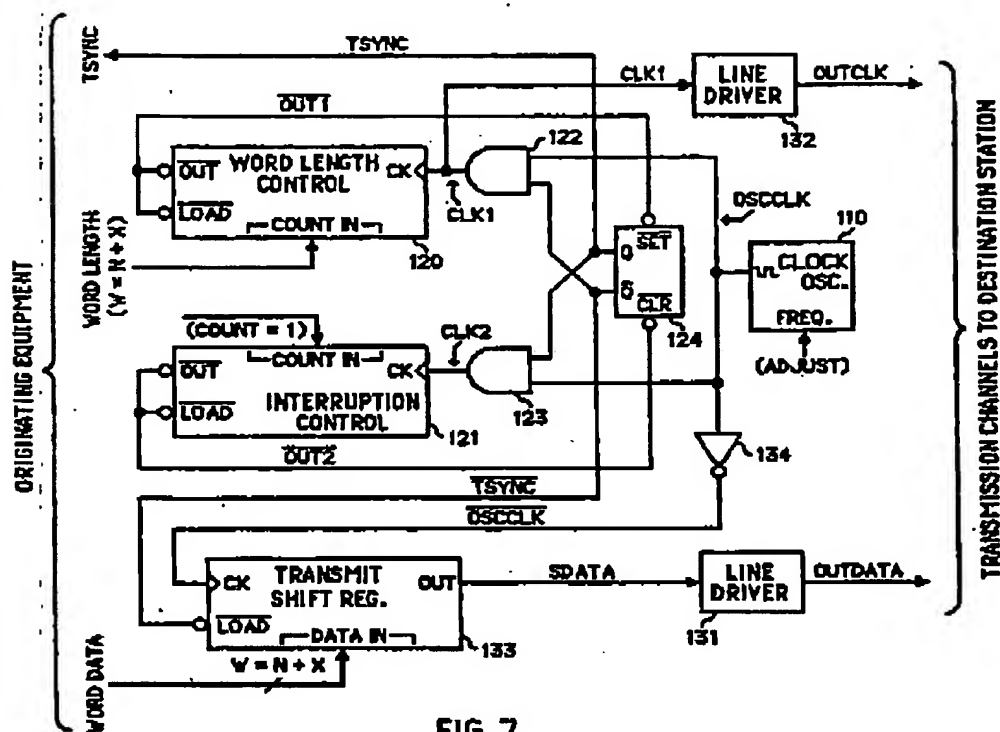 TSYNC
TSYNC
CLK1
LINE DRIVER
132
OUTCLK
OUT1
122
WORD LENGTH CONTROL
OUT
LOAD
CK
COUNT IN
120
CLK1
OSCCLK
110
CLOCK OSC.
FREQ.
(ADJUST)
Q
SET
Q
CLR
124
WORD LENGTH
(W = N + X)
(COUNT = 1)
CLK2
COUNT IN
OUT
LOAD
CK
INTERRUPTION CONTROL
121
123
OUT2
134
TSYNC
OSCCLK
CK
TRANSMIT SHIFT REG.
OUT
LOAD
DATA IN
133
SDATA
LINE DRIVER
131
OUTDATA
W = N + X
WORD DATA
ORIGINATING EQUIPMENT
TRANSMISSION CHANNELS TO DESTINATION STATION
FIG 7